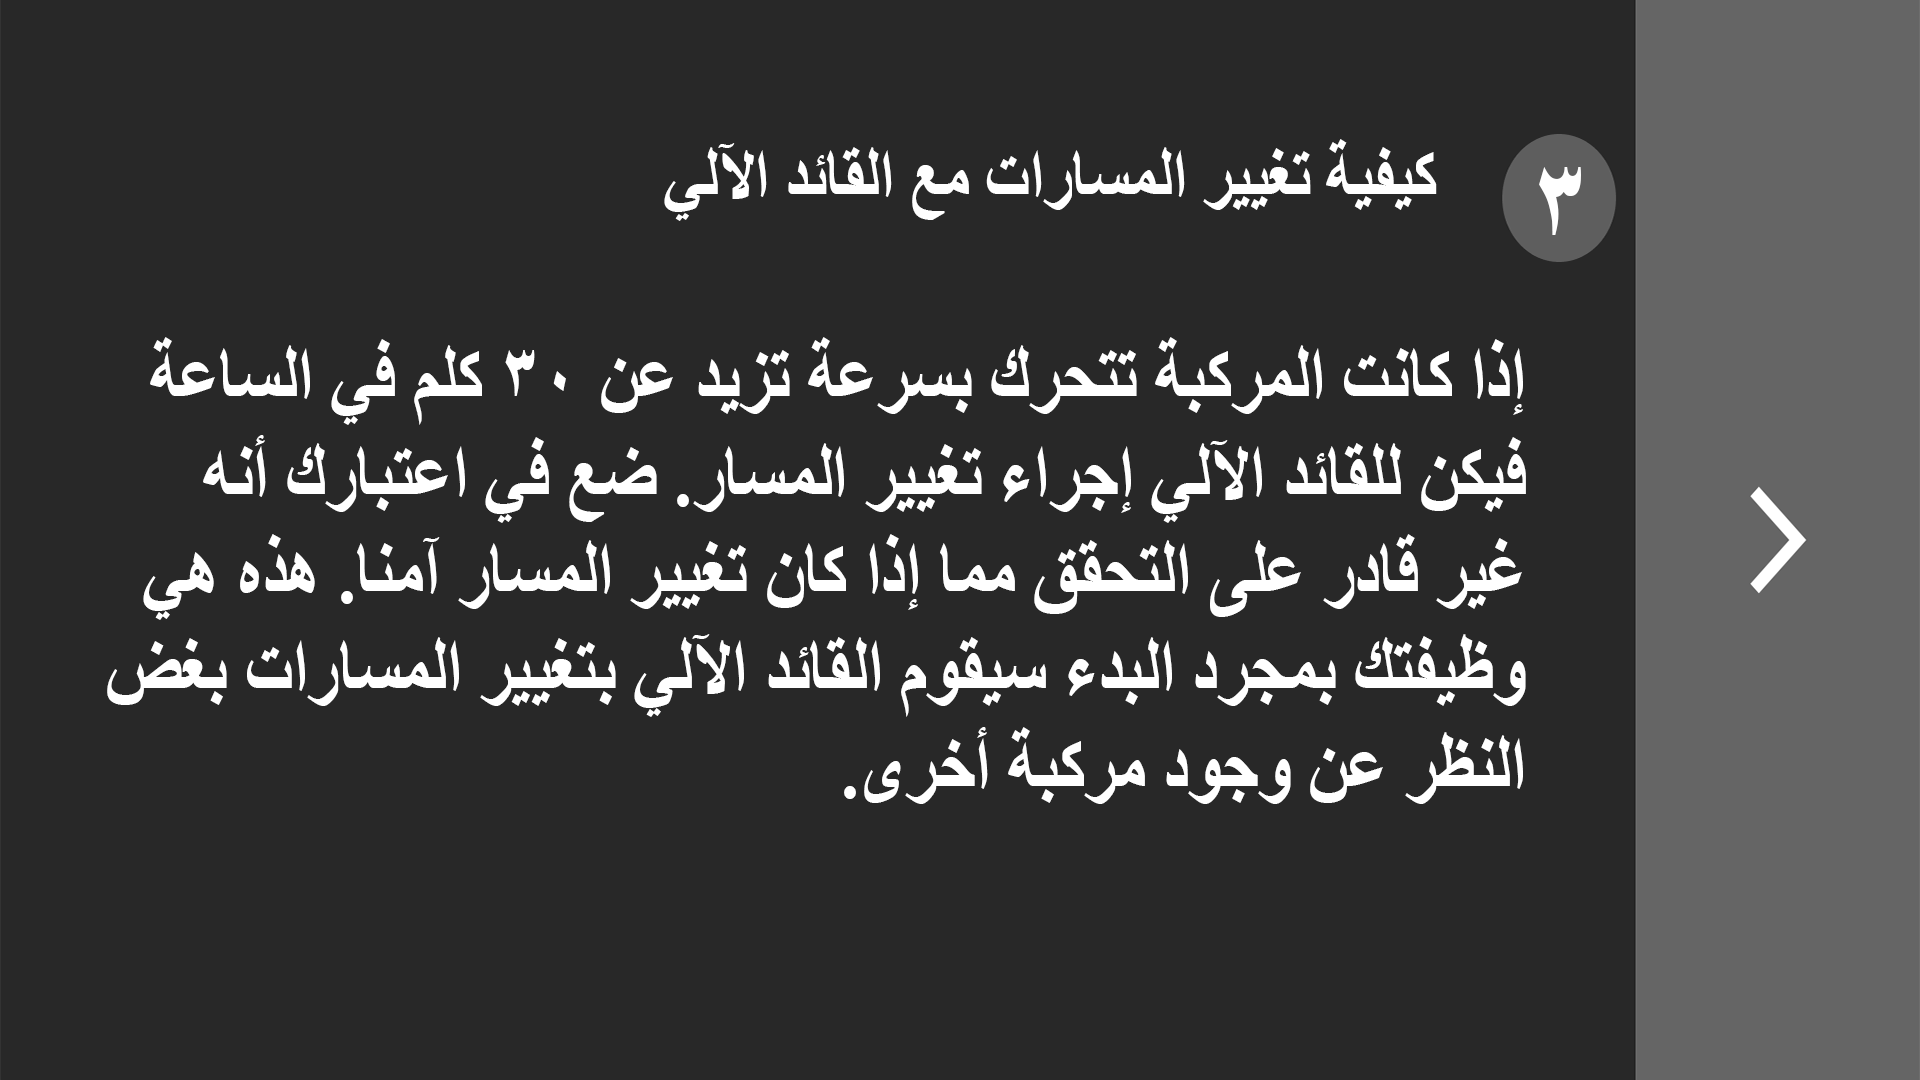 ٣
كيفية تغيير المسارات مع القائد الآلي
إذا كانت المركبة تتحرك بسرعة تزيد عن ٣٠ كلم في الساعة
فيكن للقائد الآلي إجراء تغيير المسار. ضع في اعتبارك أنه
غير قادر على التحقق مما إذا كان تغيير المسار آمنا. هذه هي
وظيفتك بمجرد البدء سيقوم القائد الآلي بتغيير المسارات بغض
النظر عن وجود مركبة أخرى.